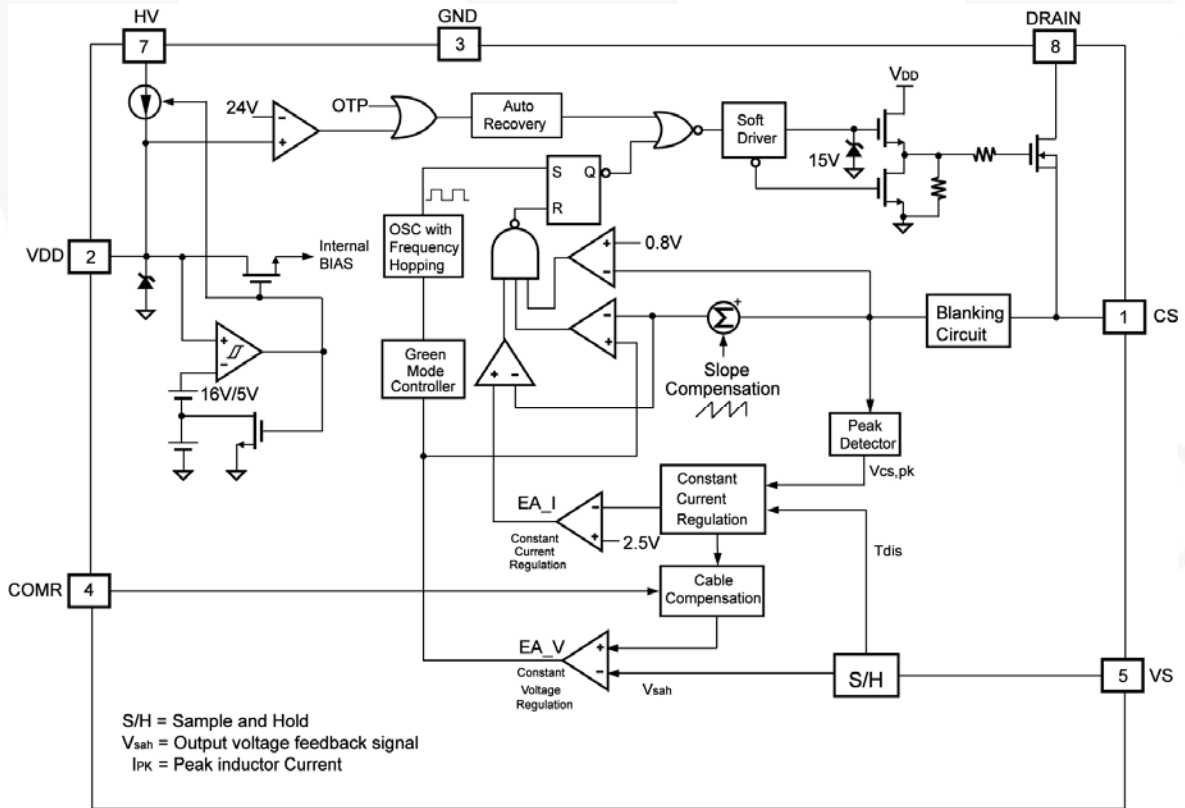 HV
GND
DRAIN
7
3
8
VDD
24V
OTP
Auto
Recovery
Soft
Driver
15V
S
Q
R
OSC with
Frequency
Hopping
0.8V
VDD
2
Internal
BIAS
Blanking
Circuit
1
CS
Σ
+
Green
Mode
Controller
Slope
Compensation
16V/5V
Peak
Detector
Vcs,pk
Constant
Current
Regulation
EA_I
2.5V
Constant
Current
Regulation
Tdis
COMR
4
Cable
Compensation
EA_V
Constant
Voltage
Regulation
Vsah
S/H
5
VS
S/H = Sample and Hold
Vsah = Output voltage feedback signal
IPK = Peak inductor Current